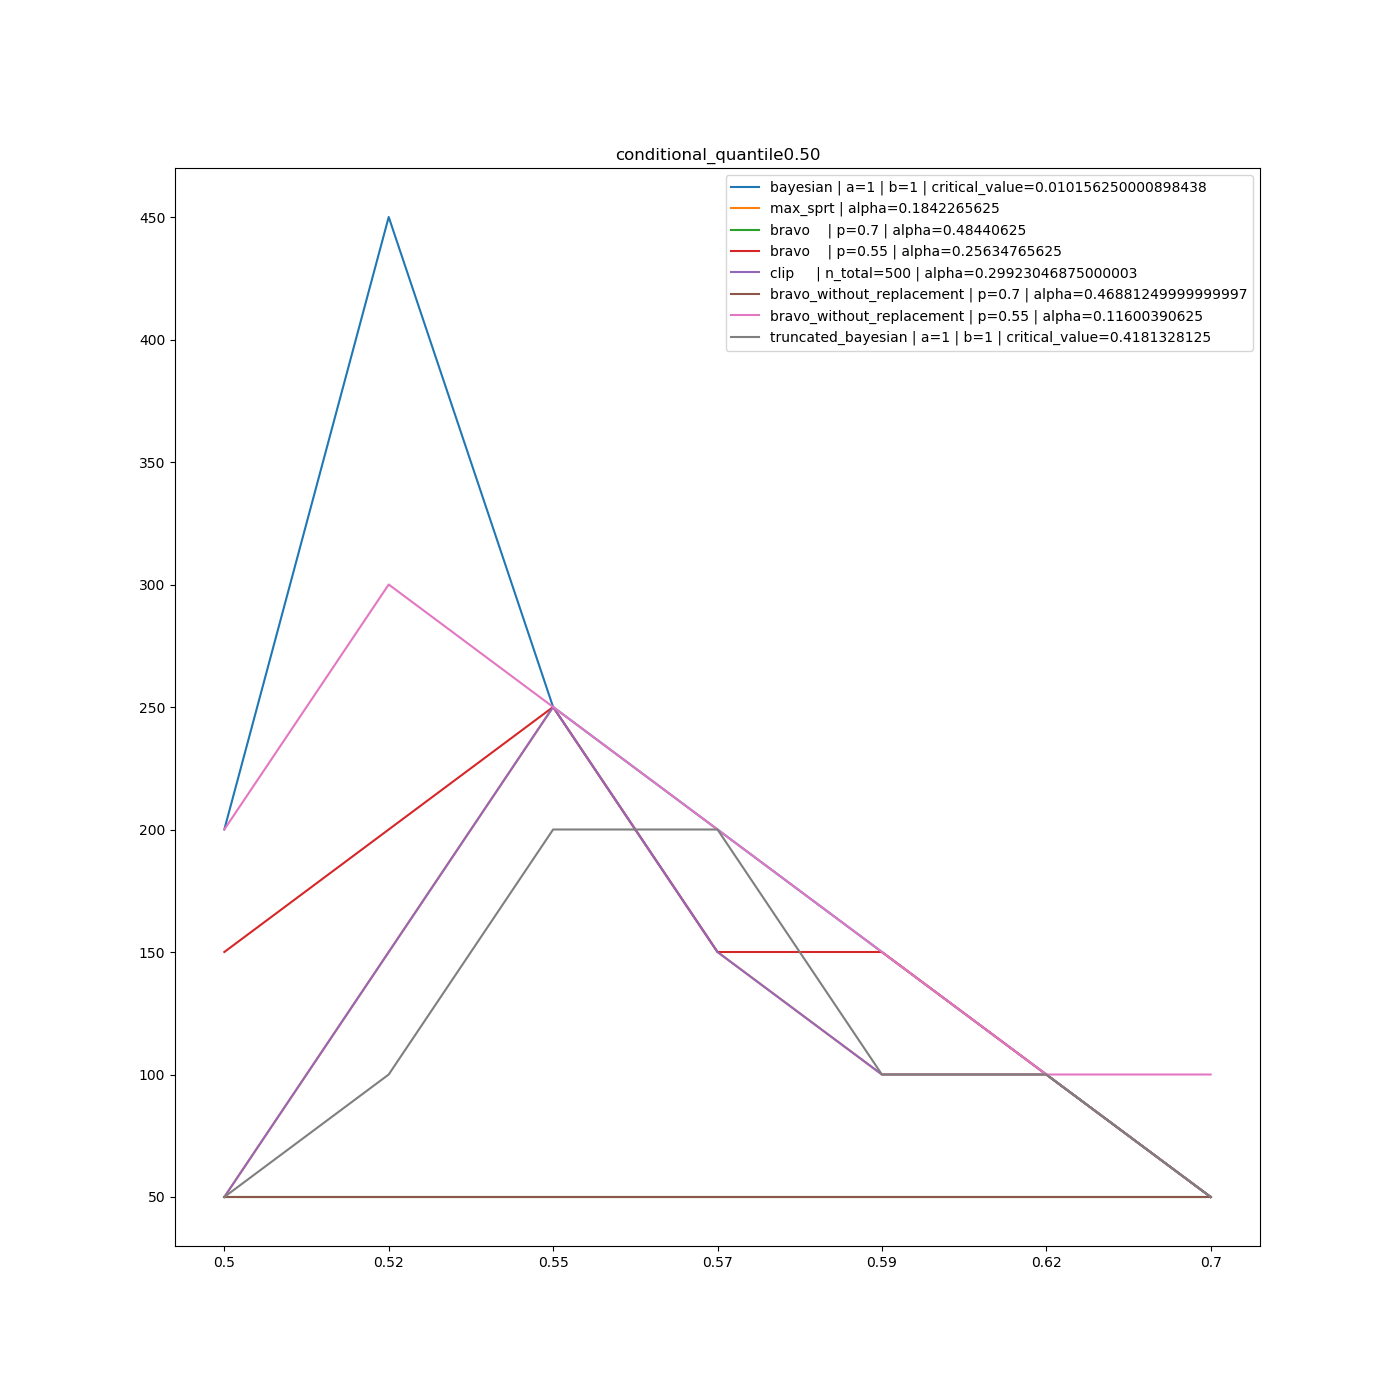 conditional_quantile0.50
bayesian | a=1 | b=1 | critical_value=0.010156250000898438
max_sprt | alpha=0.1842265625
bravo    | p=0.7 | alpha=0.48440625
bravo    | p=0.55 | alpha=0.25634765625
clip     | n_total=500 | alpha=0.29923046875000003
bravo_without_replacement | p=0.7 | alpha=0.46881249999999997
bravo_without_replacement | p=0.55 | alpha=0.11600390625
truncated_bayesian | a=1 | b=1 | critical_value=0.4181328125
450
400
350
300
250
200
150
100
50
0.5 0.52 0.55 0.57 0.59 0.62 0.7